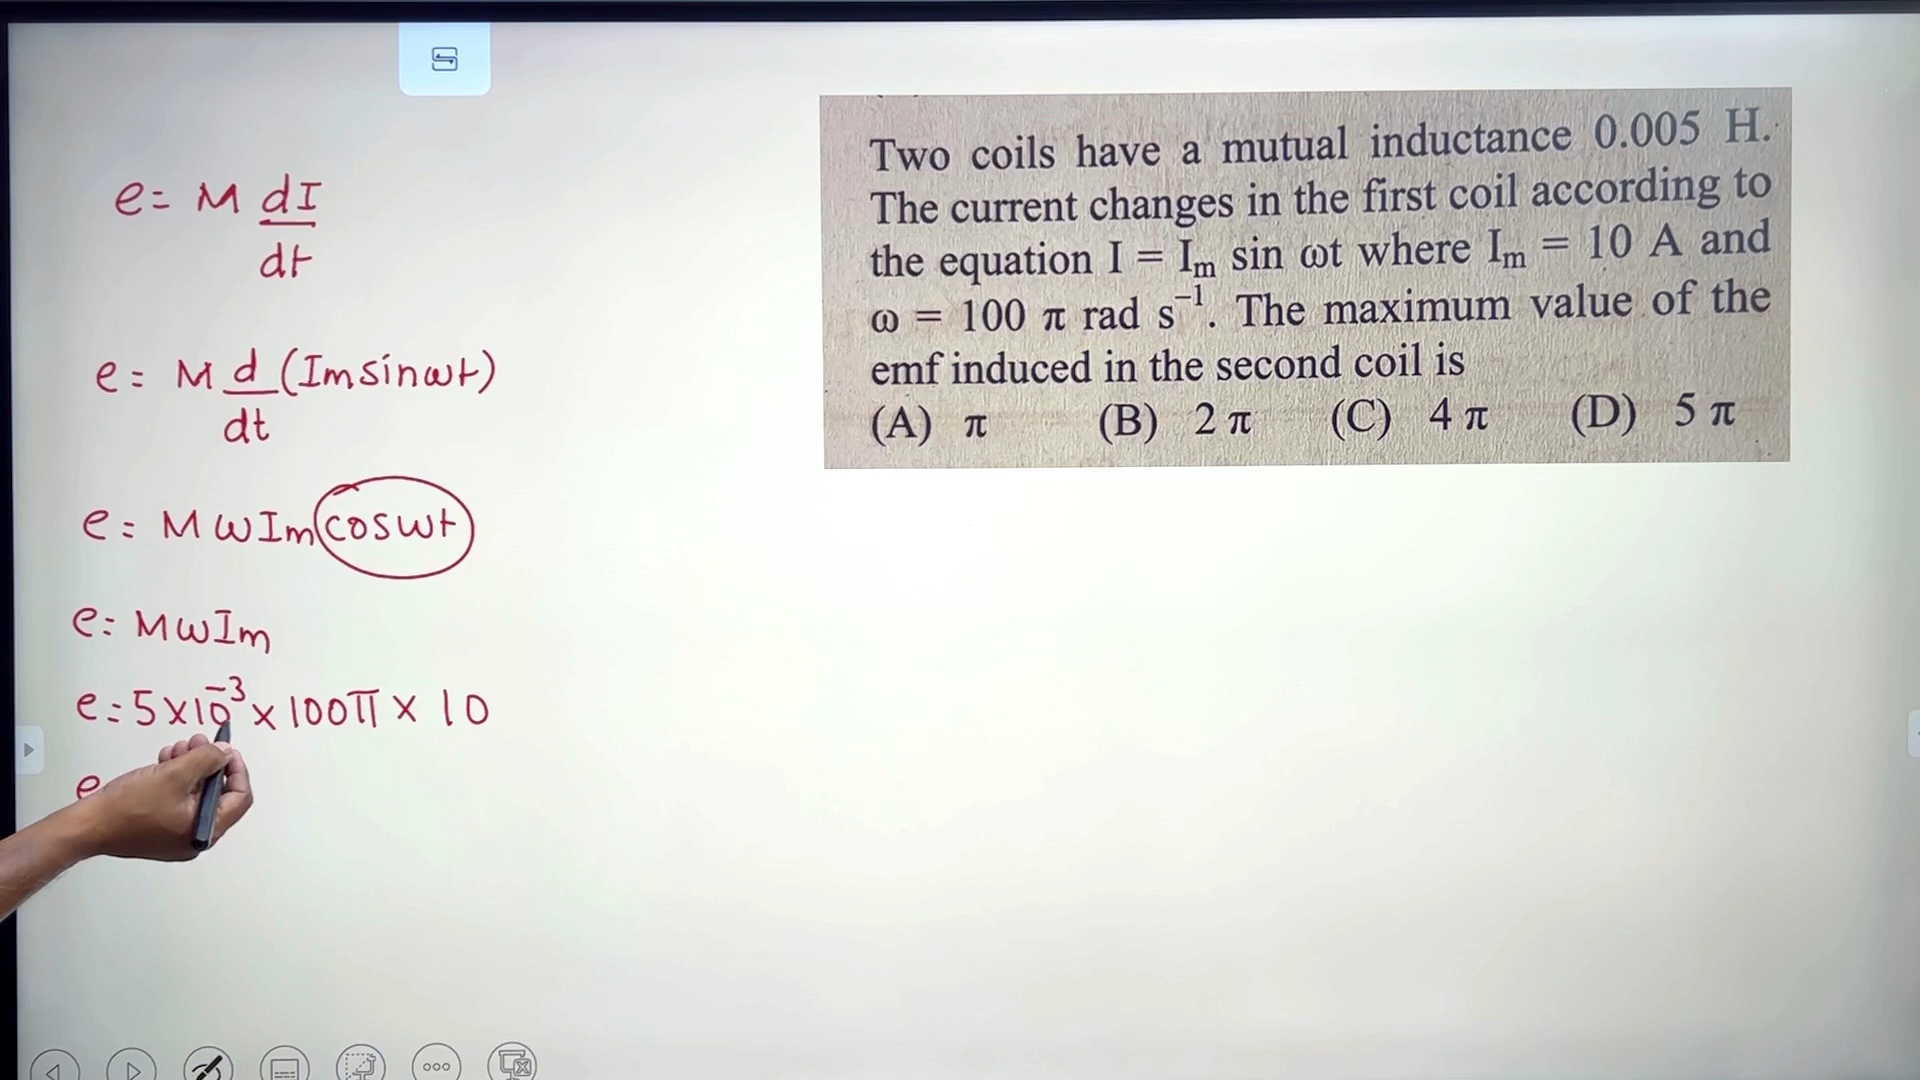 e = M dI
dt
e = M d (Im sinωt)
dt
e = MωIm cosωt
e = MωIm
e = 5×10⁻³ × 100π × 10
e
Two coils have a mutual inductance 0.005 H.
The current changes in the first coil according to
the equation I = Iₘ sin ωt where Iₘ = 10 A and
ω = 100 π rad s⁻¹. The maximum value of the
emf induced in the second coil is
(A) π (B) 2 π (C) 4 π (D) 5 π